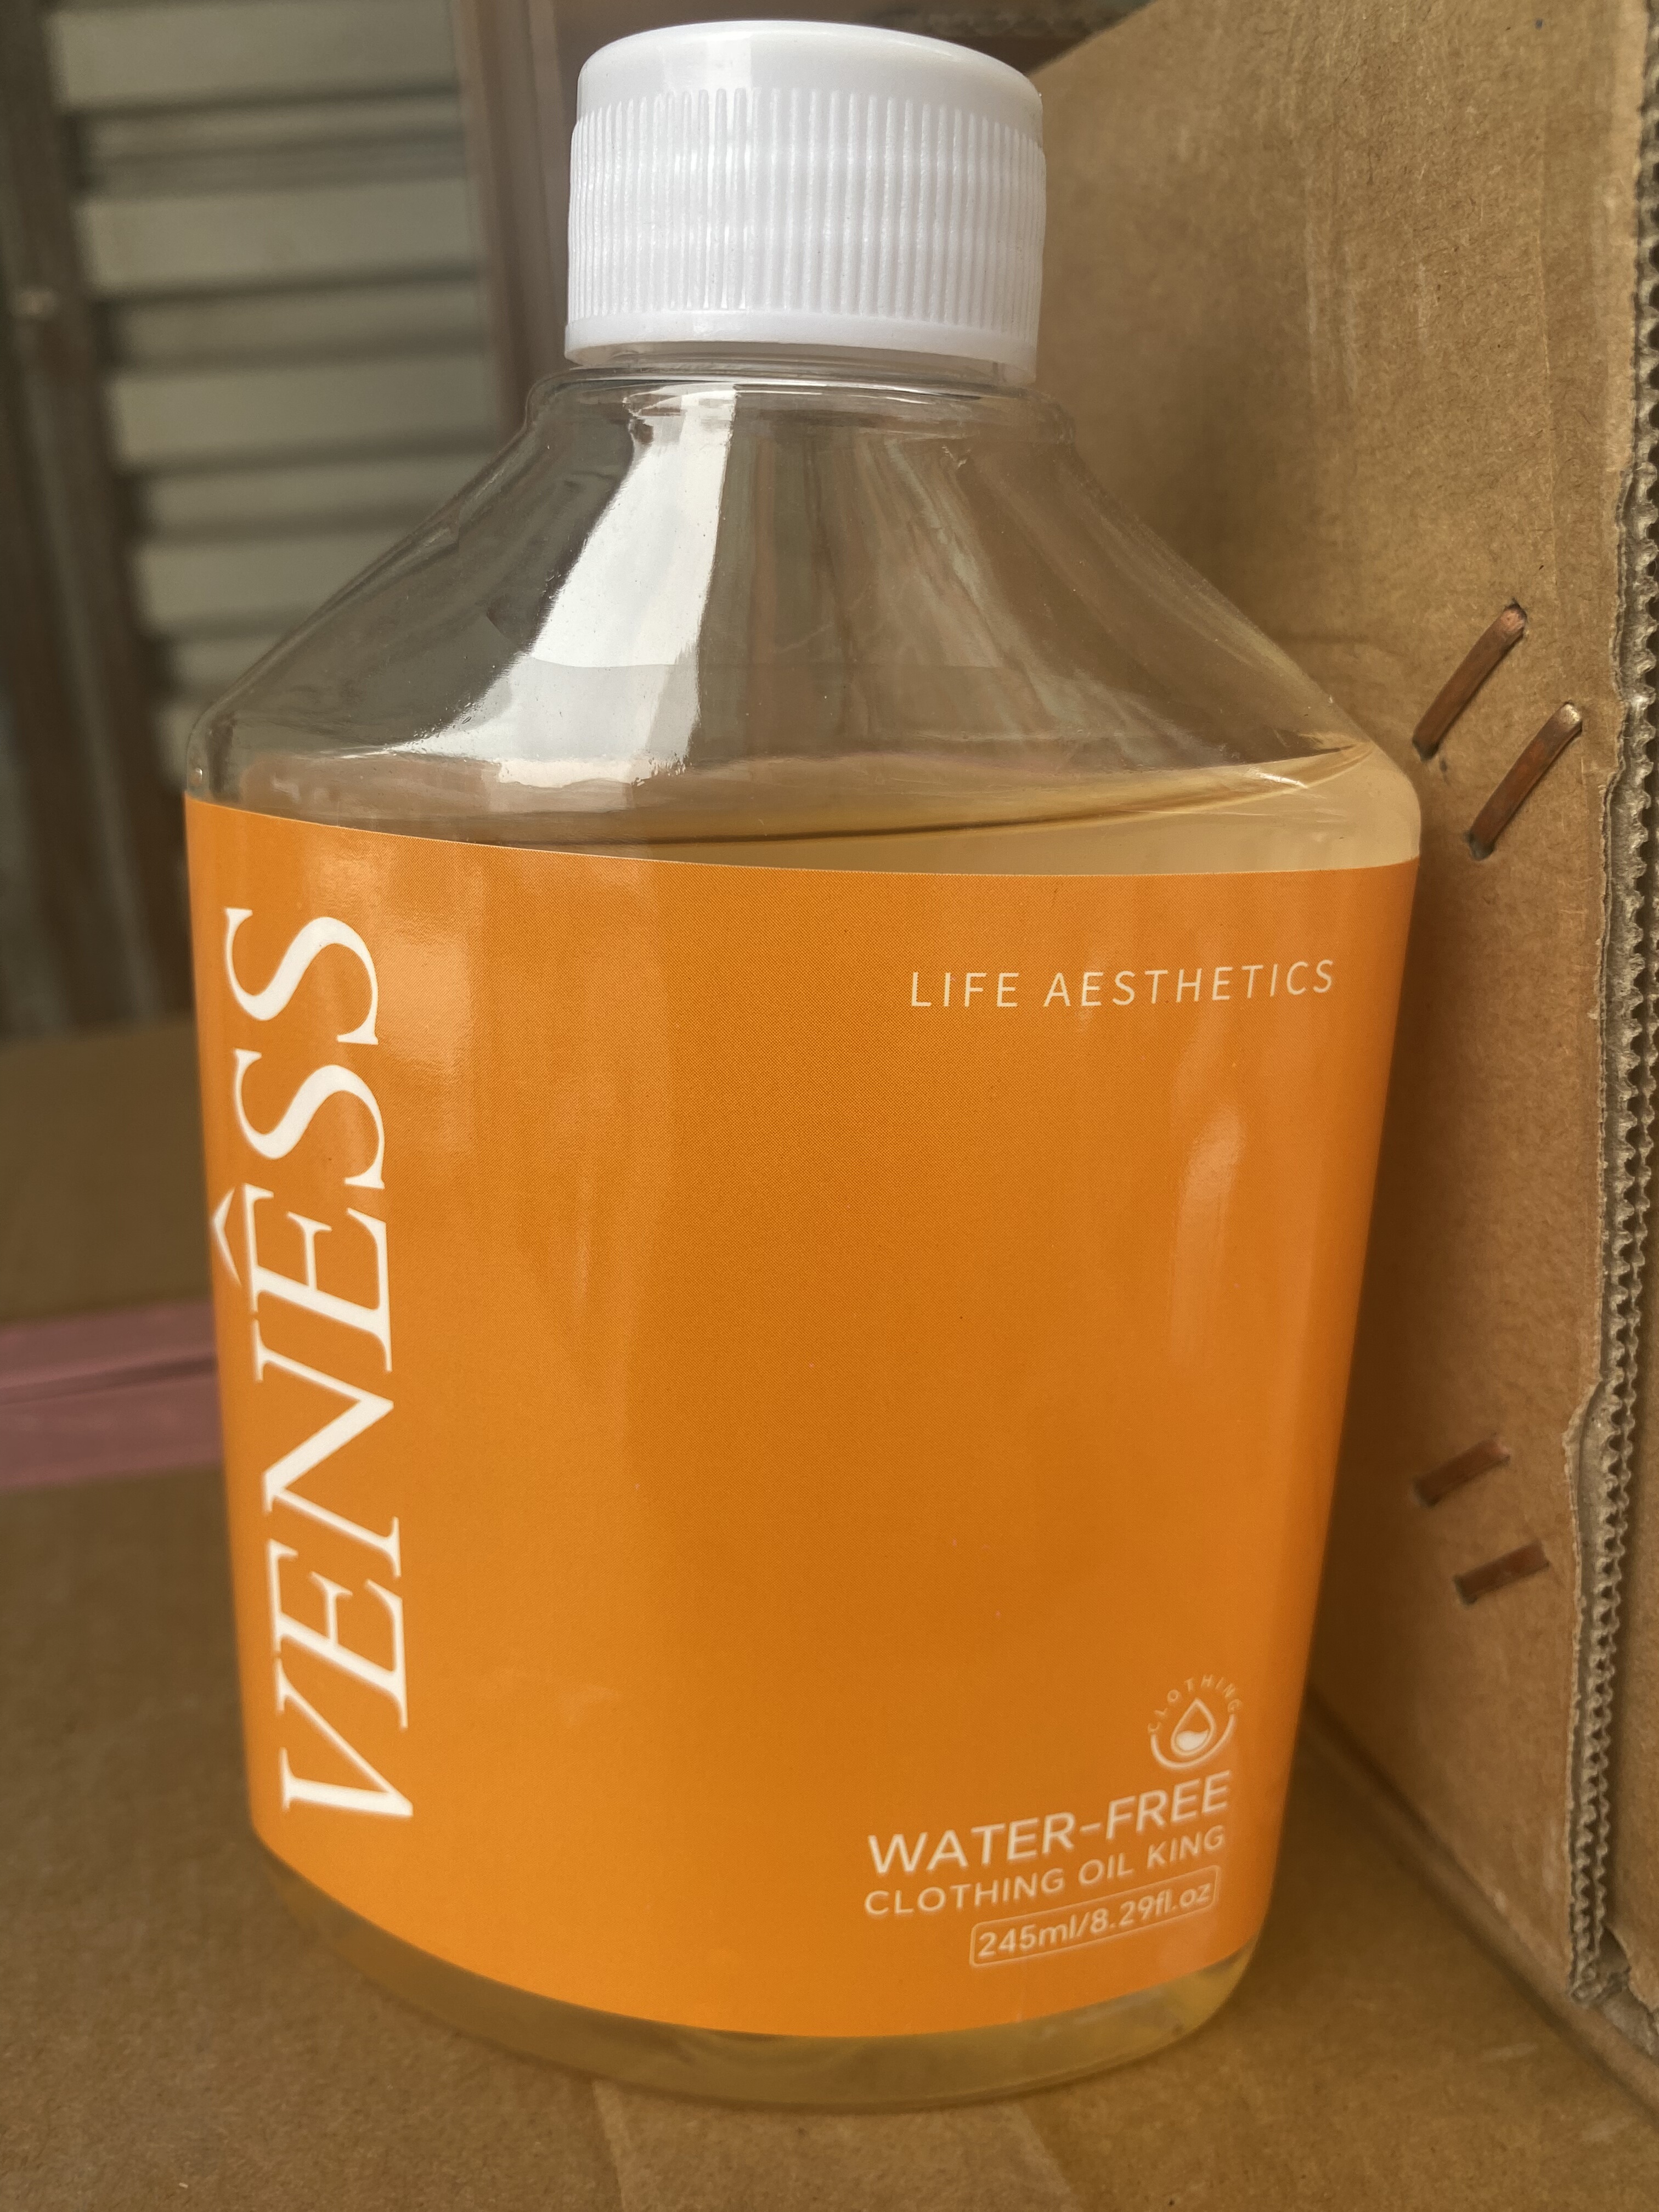 VENÊSS
LIFE AESTHETICS
CLOTHING
WATER-FREE
CLOTHING OIL KING
245ml/8.29fl.oz